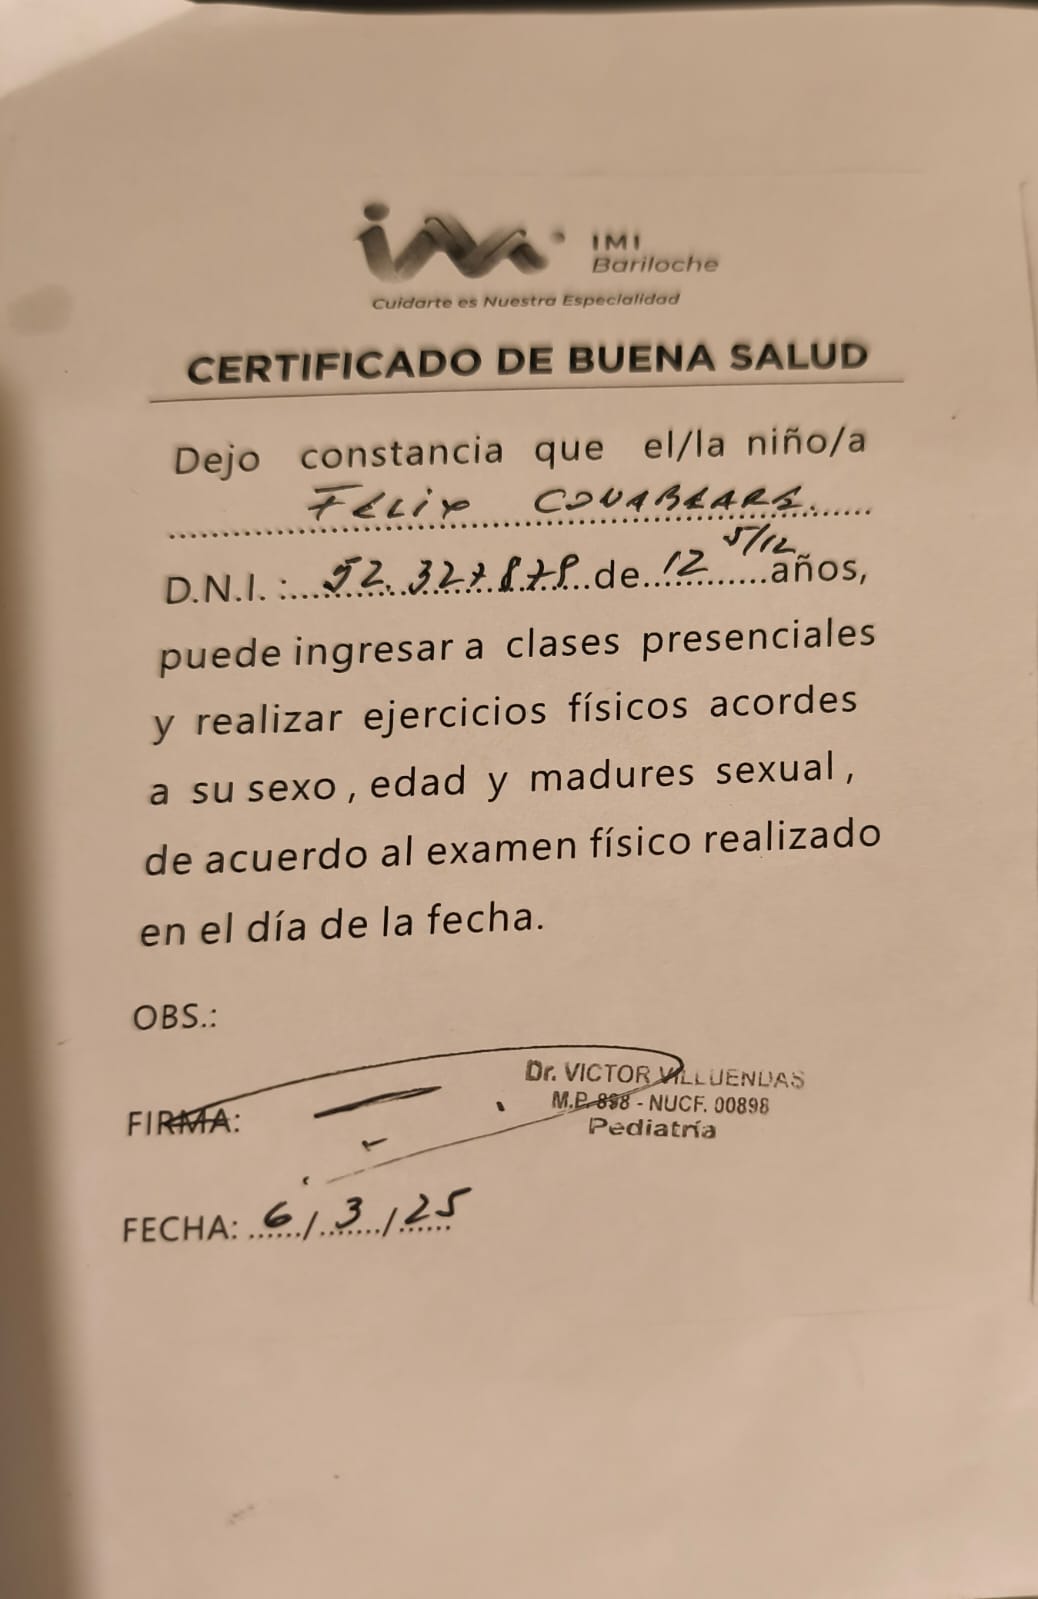 IMI
Bariloche
Cuidarte es Nuestra Especialidad
CERTIFICADO DE BUENA SALUD
Dejo constancia que el/la niño/a
FELIX
D.N.I.: 52.327.878 de 12 5/12 años,
puede ingresar a clases presenciales
y realizar ejercicios físicos acordes
a su sexo , edad y madures sexual ,
de acuerdo al examen físico realizado
en el día de la fecha.
OBS.:
Dr. VICTOR VILLUENDAS
M.P. 898 - NUCF. 00898
Pediatría
FIRMA:
FECHA: 6/3/25